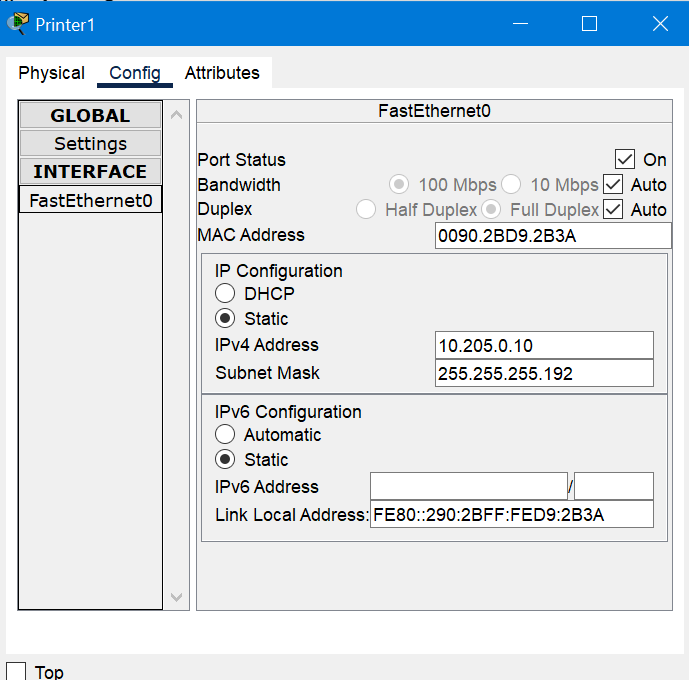 Printer1
Physical Config Attributes
GLOBAL
Settings
INTERFACE
FastEthernet0
FastEthernet0
Port Status On
Bandwidth 100 Mbps 10 Mbps Auto
Duplex Half Duplex Full Duplex Auto
MAC Address 0090.2BD9.2B3A
IP Configuration
DHCP
Static
IPv4 Address 10.205.0.10
Subnet Mask 255.255.255.192
IPv6 Configuration
Automatic
Static
IPv6 Address /
Link Local Address: FE80::290:2BFF:FED9:2B3A
Top